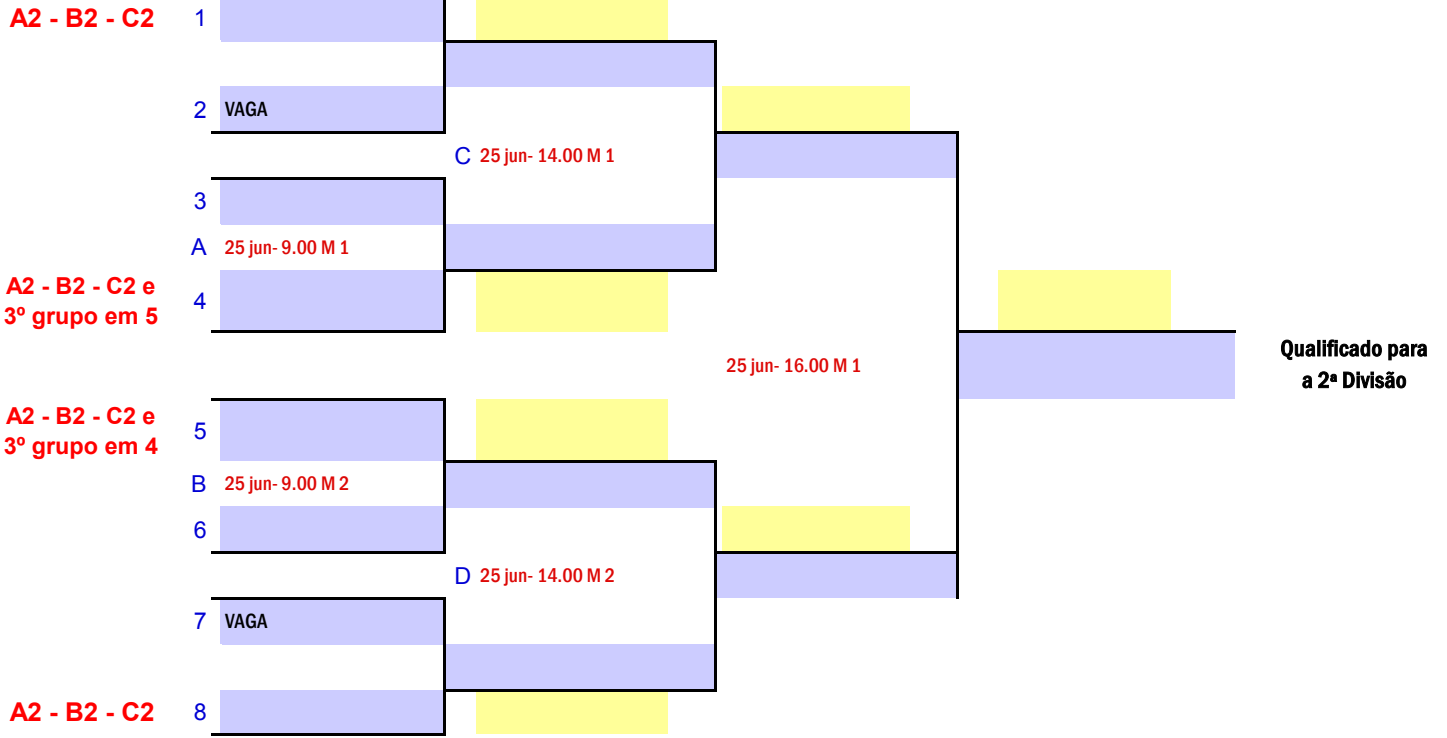 A2 - B2 - C2 1
2 VAGA
C 25 jun- 14.00 M 1
3
A 25 jun- 9.00 M 1
A2 - B2 - C2 e
3º grupo em 5
4
25 jun- 16.00 M 1
Qualificado para
a 2ª Divisão
A2 - B2 - C2 e
3º grupo em 4
5
B 25 jun- 9.00 M 2
6
D 25 jun- 14.00 M 2
7 VAGA
A2 - B2 - C2 8